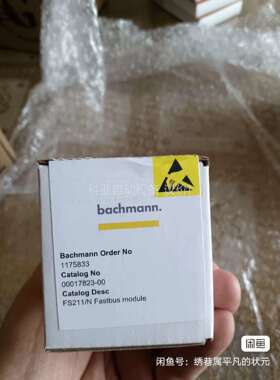 bachmann.
Bachmann Order No
1175833
Catalog No
00017823-00
Catalog Desc
FS211/N Fastbus module
闲鱼
闲鱼号：绣巷属平凡的状元